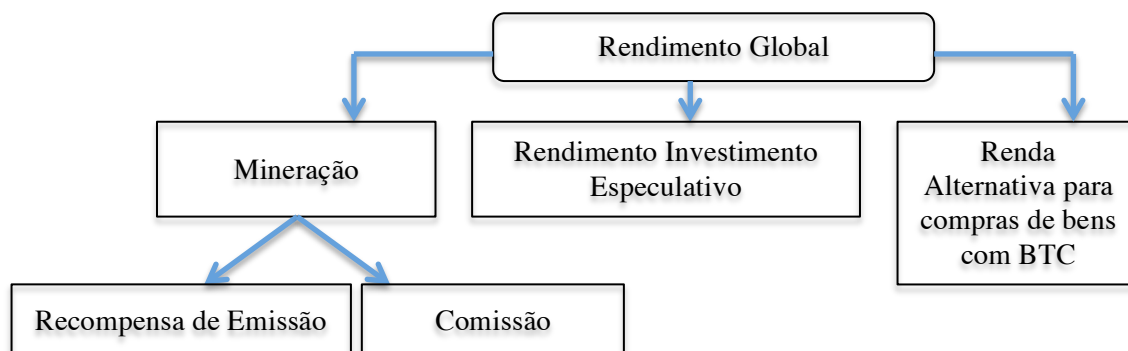 Rendimento Global
Mineração
Rendimento Investimento
Especulativo
Renda
Alternativa para
compras de bens
com BTC
Recompensa de Emissão
Comissão